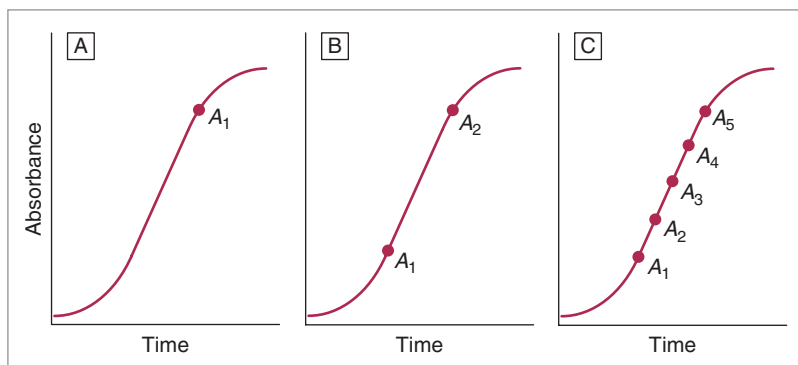 A
B
C
Absorbance
A₁
A₂
A₁
A₅
A₄
A₃
A₂
A₁
Time
Time
Time